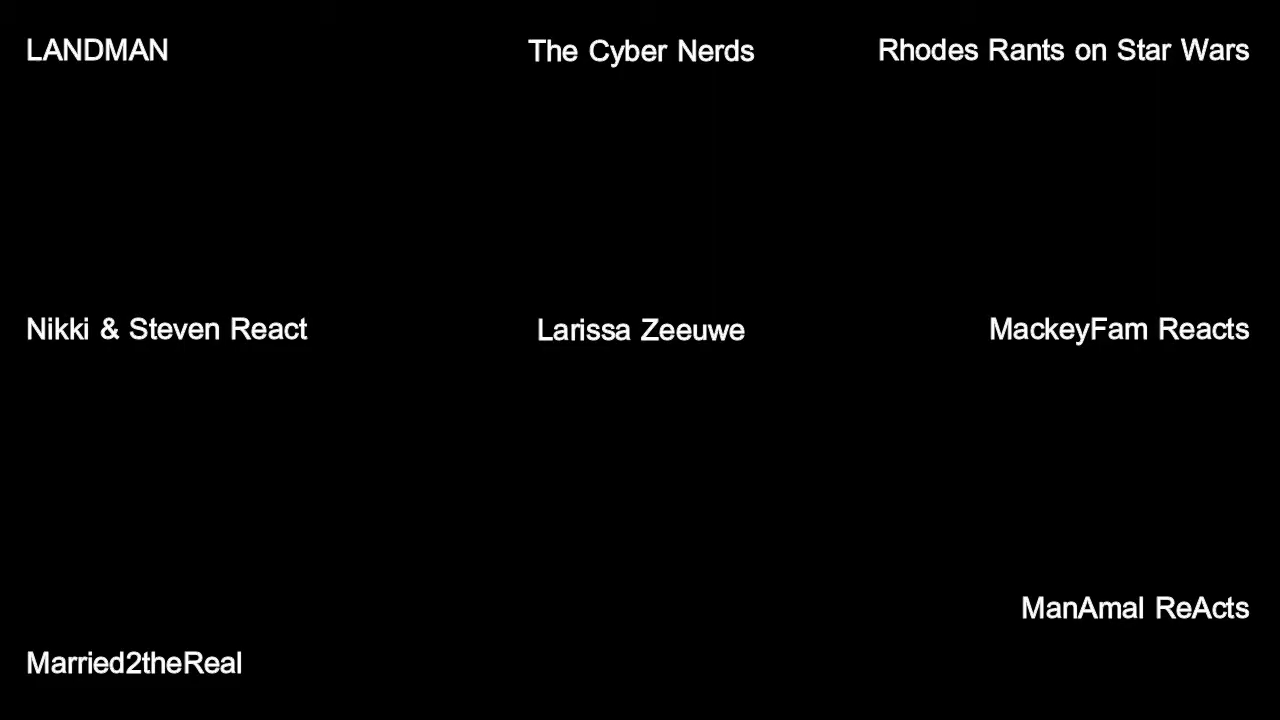 LANDMAN
The Cyber Nerds
Rhodes Rants on Star Wars
Nikki & Steven React
Larissa Zeeuwe
MackeyFam Reacts
ManAmal ReActs
Married2theReal